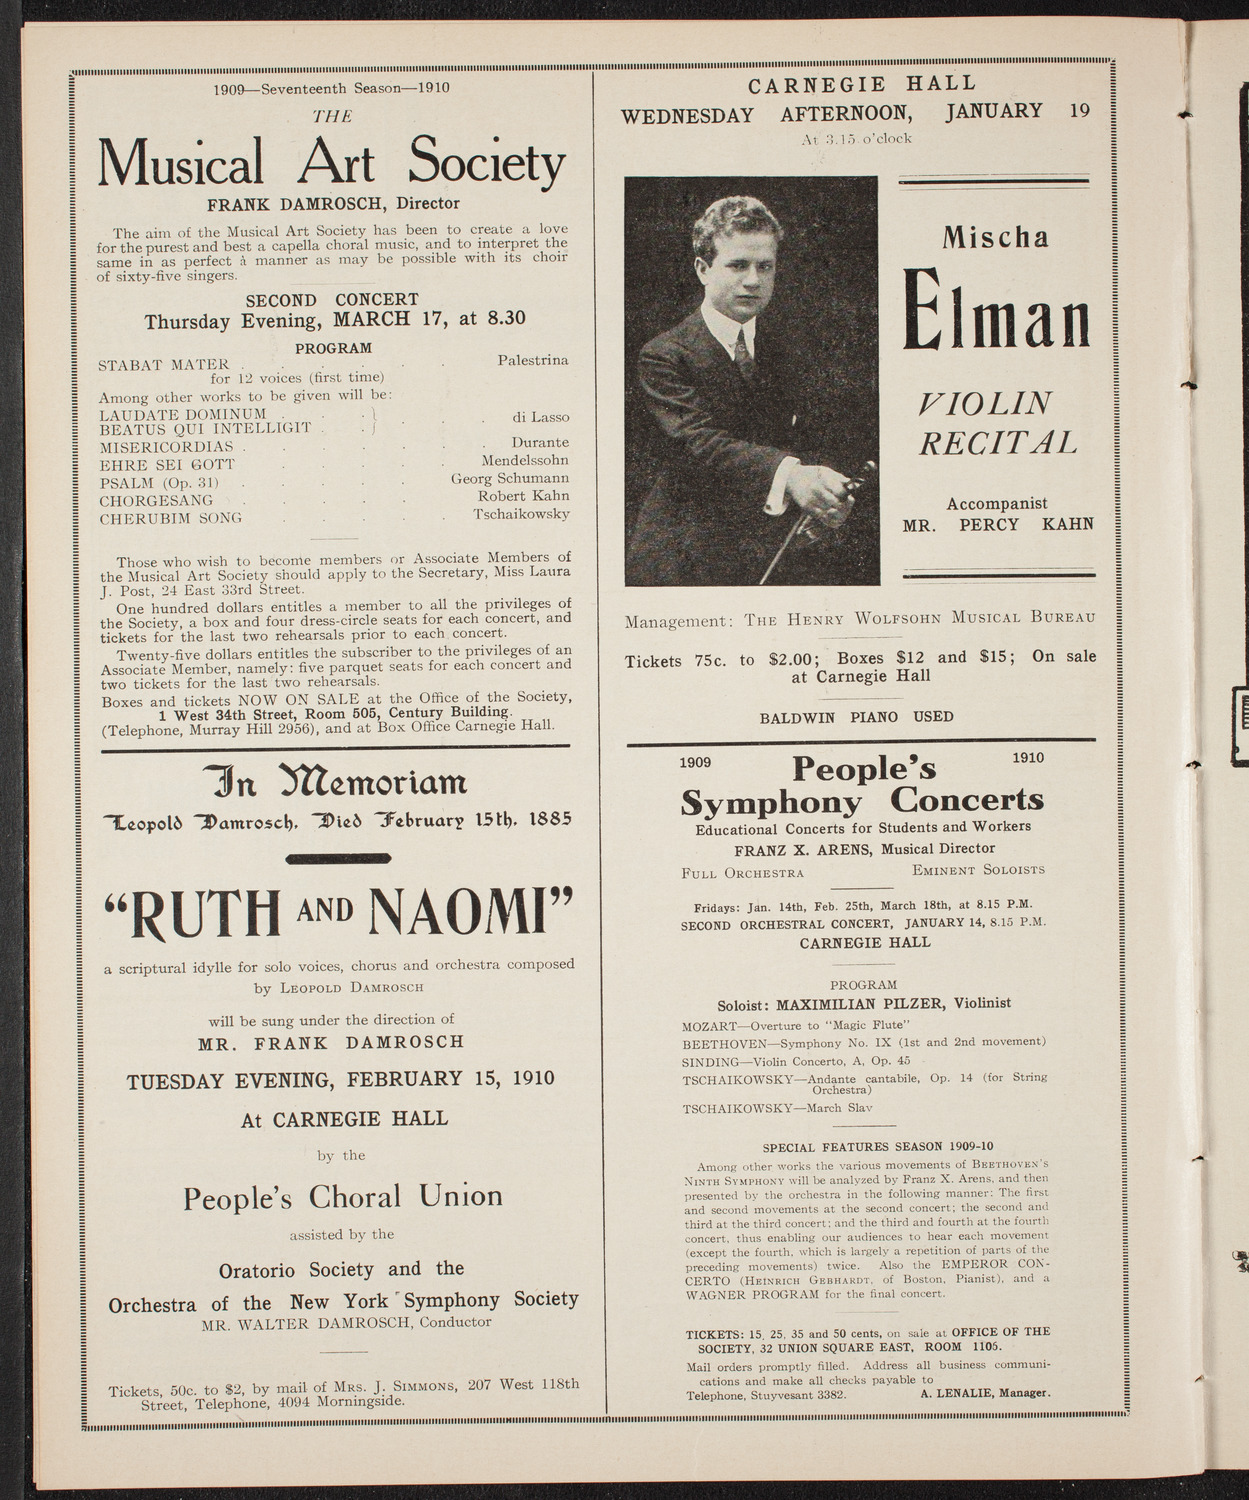 1909—Seventeenth Season—1910
THE
Musical Art Society
FRANK DAMROSCH, Director
The aim of the Musical Art Society has been to create a love
for the purest and best a capella choral music, and to interpret the
same in as perfect à manner as may be possible with its choir
of sixty-five singers.
SECOND CONCERT
Thursday Evening, MARCH 17, at 8.30
PROGRAM
STABAT MATER . . . . . Palestrina
for 12 voices (first time)
Among other works to be given will be:
LAUDATE DOMINUM . . . } . . . di Lasso
BEATUS QUI INTELLIGIT . . }
MISERICORDIAS . . . . . Durante
EHRE SEI GOTT . . . . Mendelssohn
PSALM (Op. 31) . . . . Georg Schumann
CHORGESANG . . . . Robert Kahn
CHERUBIM SONG . . . . Tschaikowsky
Those who wish to become members or Associate Members of
the Musical Art Society should apply to the Secretary, Miss Laura
J. Post, 24 East 33rd Street.
One hundred dollars entitles a member to all the privileges of
the Society, a box and four dress-circle seats for each concert, and
tickets for the last two rehearsals prior to each concert.
Twenty-five dollars entitles the subscriber to the privileges of an
Associate Member, namely: five parquet seats for each concert and
two tickets for the last two rehearsals.
Boxes and tickets NOW ON SALE at the Office of the Society,
1 West 34th Street, Room 505, Century Building.
(Telephone, Murray Hill 2956), and at Box Office Carnegie Hall.
In Memoriam
Leopold Damrosch. Died February 15th. 1885
"RUTH AND NAOMI"
a scriptural idylle for solo voices, chorus and orchestra composed
by LEOPOLD DAMROSCH
will be sung under the direction of
MR. FRANK DAMROSCH
TUESDAY EVENING, FEBRUARY 15, 1910
At CARNEGIE HALL
by the
People's Choral Union
assisted by the
Oratorio Society and the
Orchestra of the New York Symphony Society
MR. WALTER DAMROSCH, Conductor
Tickets, 50c. to $2, by mail of MRS. J. SIMMONS, 207 West 118th
Street, Telephone, 4094 Morningside.
CARNEGIE HALL
WEDNESDAY AFTERNOON, JANUARY 19
At 3.15 o'clock
Mischa
Elman
VIOLIN
RECITAL
Accompanist
MR. PERCY KAHN
Management: THE HENRY WOLFSOHN MUSICAL BUREAU
Tickets 75c. to $2.00; Boxes $12 and $15; On sale
at Carnegie Hall
BALDWIN PIANO USED
1909 People's 1910
Symphony Concerts
Educational Concerts for Students and Workers
FRANZ X. ARENS, Musical Director
FULL ORCHESTRA EMINENT SOLOISTS
Fridays: Jan. 14th, Feb. 25th, March 18th, at 8.15 P.M.
SECOND ORCHESTRAL CONCERT, JANUARY 14, 8.15 P.M.
CARNEGIE HALL
PROGRAM
Soloist: MAXIMILIAN PILZER, Violinist
MOZART—Overture to "Magic Flute"
BEETHOVEN—Symphony No. IX (1st and 2nd movement)
SINDING—Violin Concerto, A, Op. 45
TSCHAIKOWSKY—Andante cantabile, Op. 14 (for String
Orchestra)
TSCHAIKOWSKY—March Slav
SPECIAL FEATURES SEASON 1909-10
Among other works the various movements of BEETHOVEN'S
NINTH SYMPHONY will be analyzed by Franz X. Arens, and then
presented by the orchestra in the following manner: The first
and second movements at the second concert; the second and
third at the third concert; and the third and fourth at the fourth
concert, thus enabling our audiences to hear each movement
(except the fourth, which is largely a repetition of parts of the
preceding movements) twice. Also the EMPEROR CON-
CERTO (HEINRICH GEBHARDT, of Boston, Pianist), and a
WAGNER PROGRAM for the final concert.
TICKETS: 15, 25, 35 and 50 cents, on sale at OFFICE OF THE
SOCIETY, 32 UNION SQUARE EAST, ROOM 1105.
Mail orders promptly filled. Address all business communi-
cations and make all checks payable to
Telephone, Stuyvesant 3382. A. LENALIE, Manager.